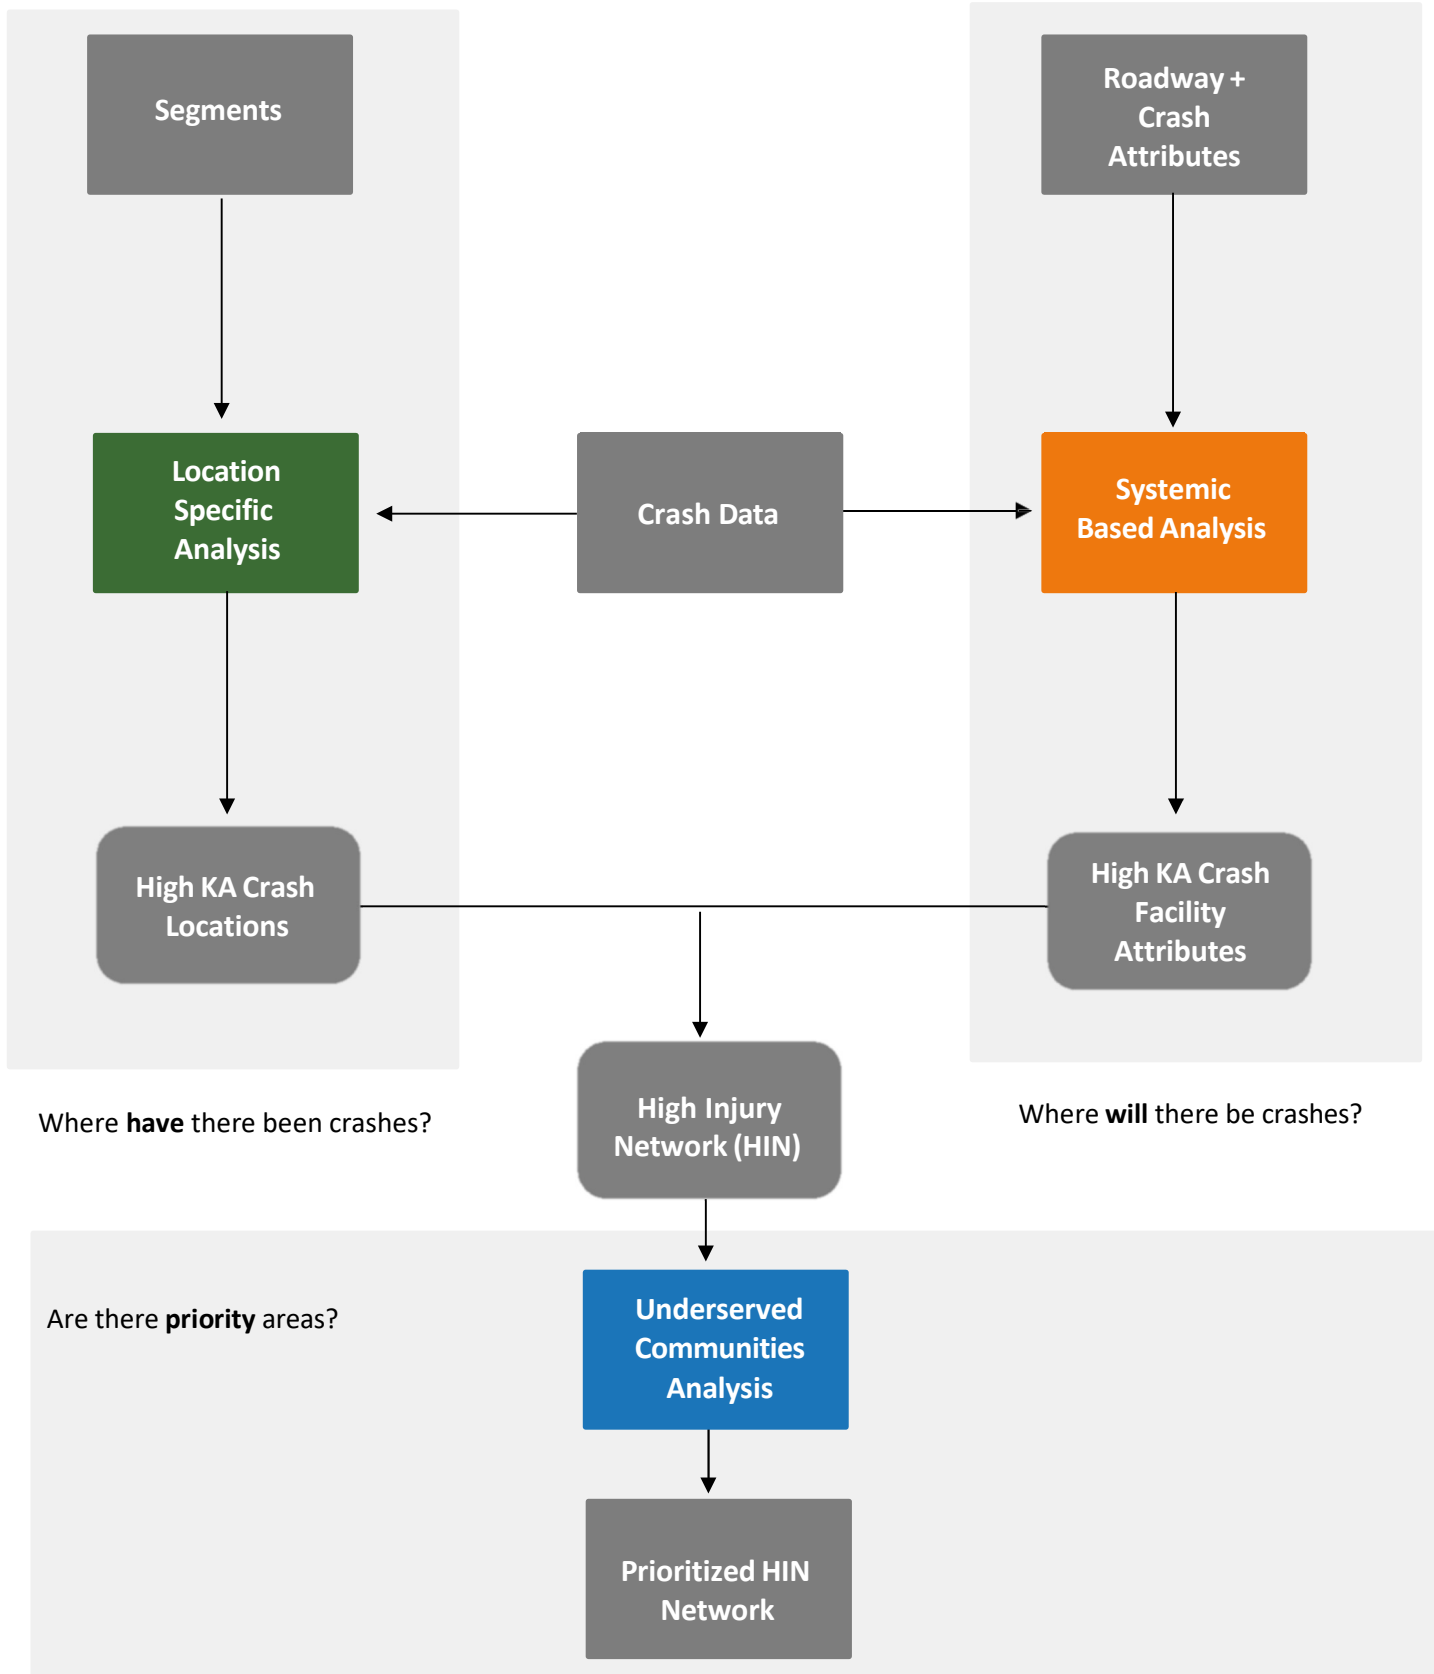 Segments
Roadway +
Crash
Attributes
Location
Specific
Analysis
Crash Data
Systemic
Based Analysis
High KA Crash
Locations
High KA Crash
Facility
Attributes
Where have there been crashes?
High Injury
Network (HIN)
Where will there be crashes?
Are there priority areas?
Underserved
Communities
Analysis
Prioritized HIN
Network